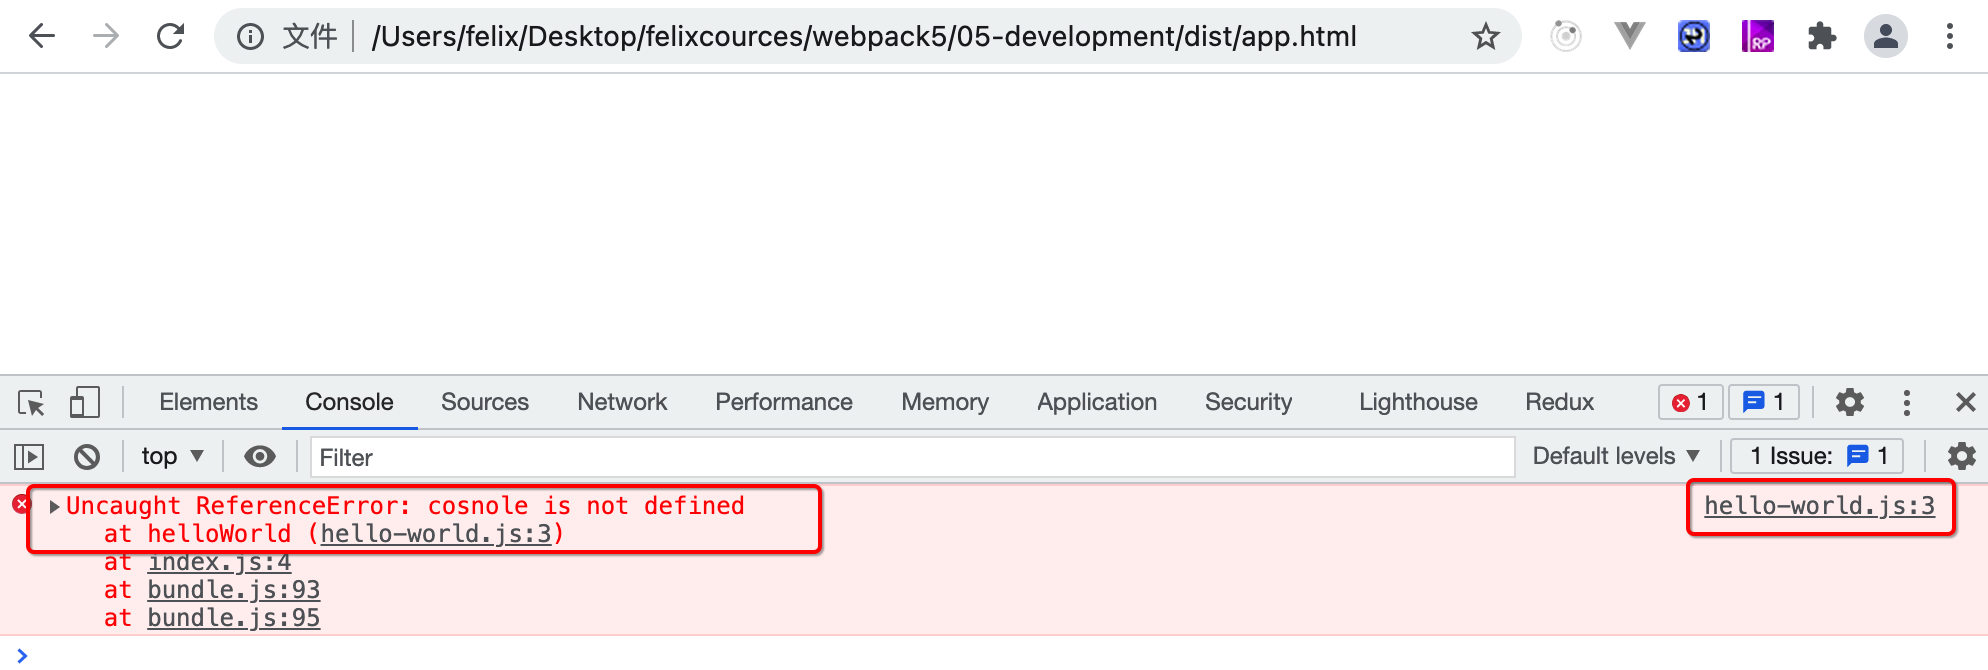 文件 /Users/felix/Desktop/felixcources/webpack5/05-development/dist/app.html
RP
Elements Console Sources Network Performance Memory Application Security Lighthouse Redux 1 1
top Filter Default levels 1 Issue: 1
Uncaught ReferenceError: cosnole is not defined hello-world.js:3
at helloWorld (hello-world.js:3)
at index.js:4
at bundle.js:93
at bundle.js:95